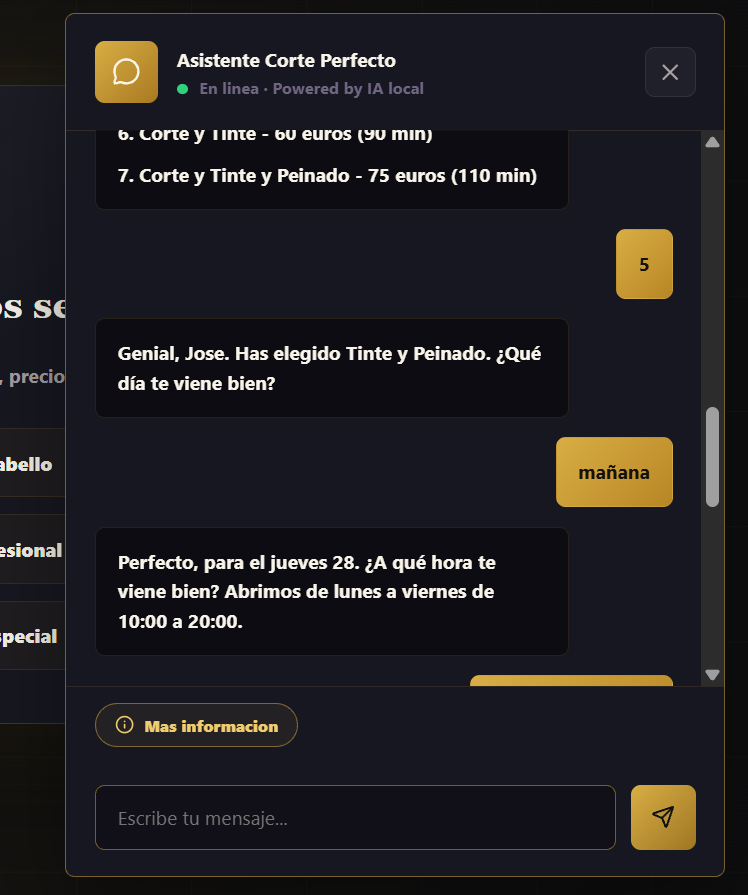 Asistente Corte Perfecto
En linea · Powered by IA local
6. Corte y Tinte - 60 euros (90 min)
7. Corte y Tinte y Peinado - 75 euros (110 min)
5
Genial, Jose. Has elegido Tinte y Peinado. ¿Qué
día te viene bien?
mañana
Perfecto, para el jueves 28. ¿A qué hora te
viene bien? Abrimos de lunes a viernes de
10:00 a 20:00.
Mas informacion
Escribe tu mensaje...
os se
, precio
abello
esional
special